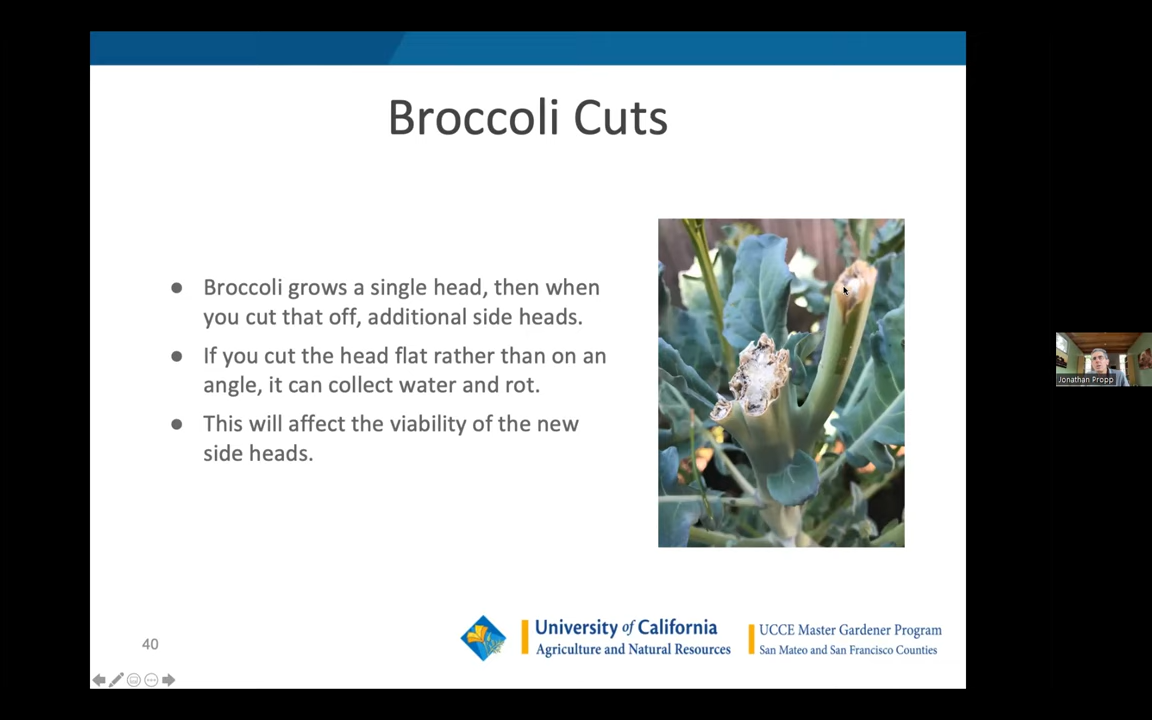 Broccoli Cuts
● Broccoli grows a single head, then when
you cut that off, additional side heads.
● If you cut the head flat rather than on an
angle, it can collect water and rot.
● This will affect the viability of the new
side heads.
Jonathan Propp
40
University of California
Agriculture and Natural Resources
UCCE Master Gardener Program
San Mateo and San Francisco Counties